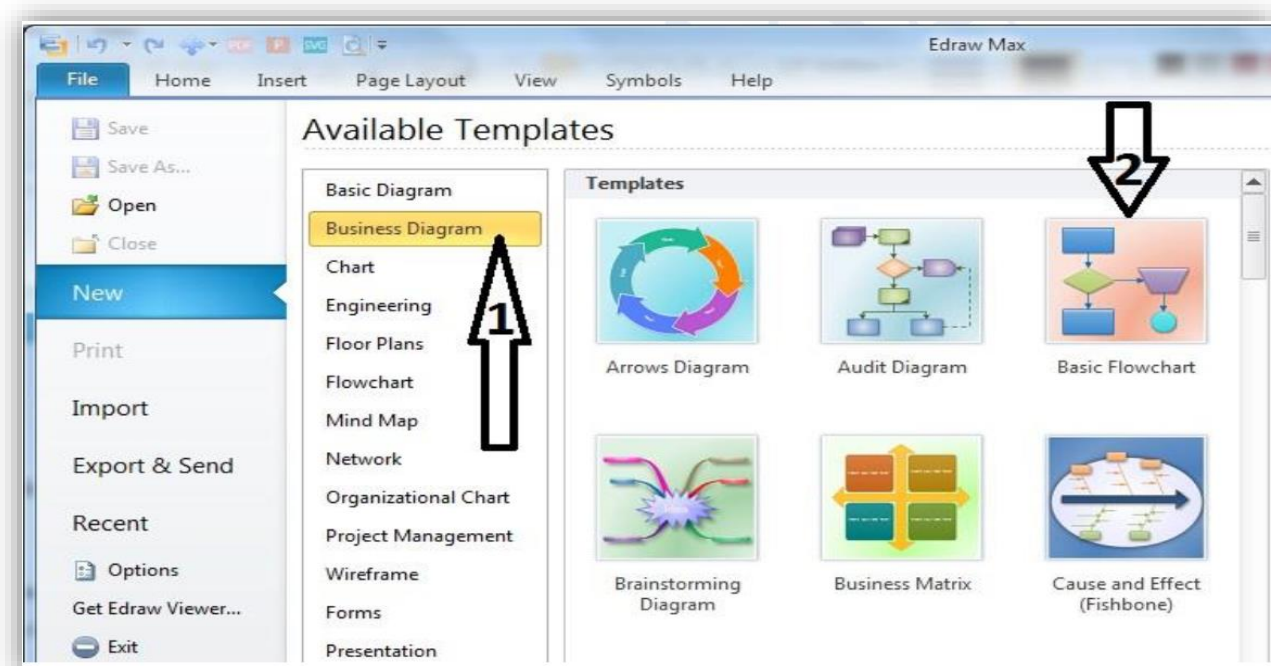 PDF P SVG
Edraw Max
File Home Insert Page Layout View Symbols Help
Save
Save As...
Open
Close
New
Print
Import
Export & Send
Recent
Options
Get Edraw Viewer...
Exit
Available Templates
Basic Diagram
Business Diagram
Chart
Engineering
Floor Plans
Flowchart
Mind Map
Network
Organizational Chart
Project Management
Wireframe
Forms
Presentation
1
Templates
2
Arrows Diagram
Audit Diagram
Basic Flowchart
Brainstorming
Diagram
Business Matrix
Cause and Effect
(Fishbone)